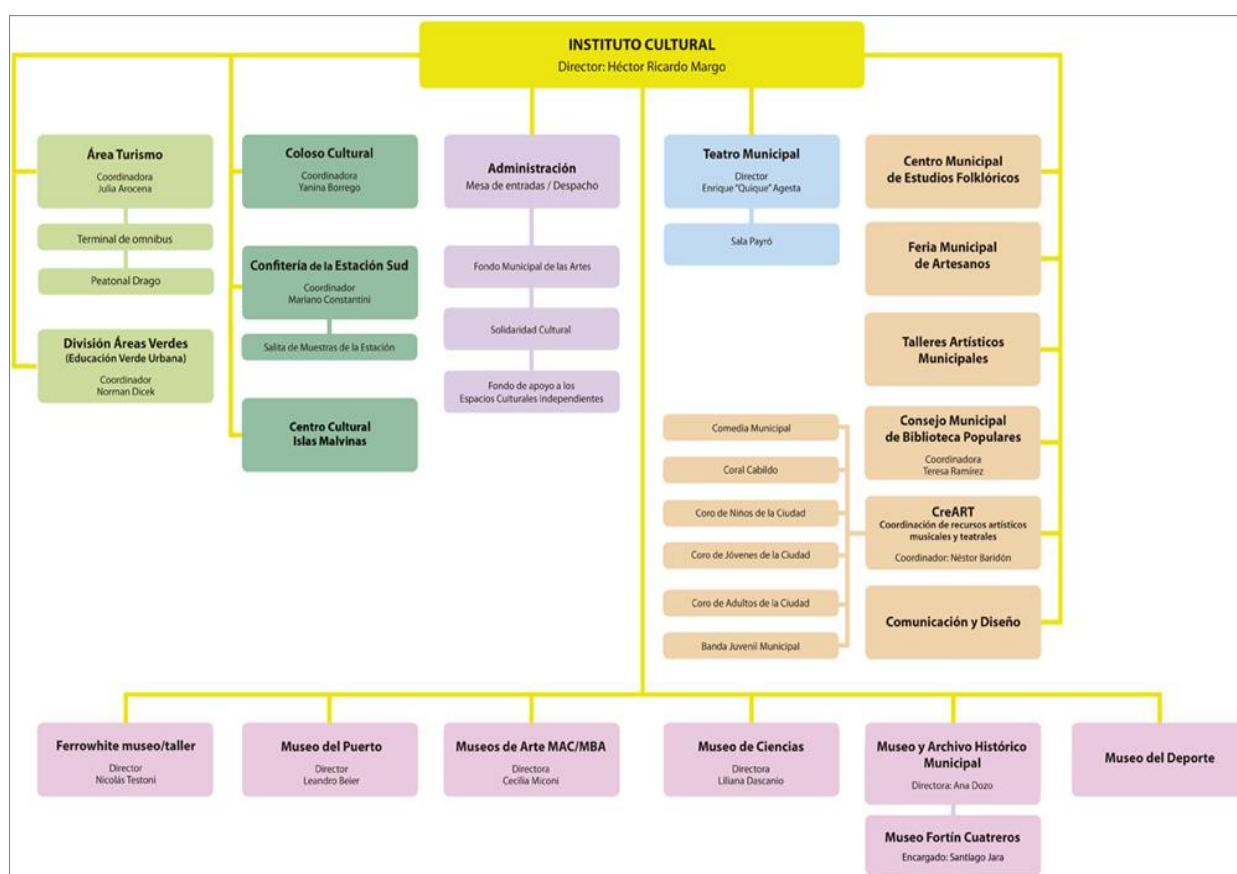 INSTITUTO CULTURAL
Director: Héctor Ricardo Margo
Área Turismo
Coordinadora
Julia Arocena
Terminal de omnibus
Peatonal Drago
División Áreas Verdes
(Educación Verde Urbana)
Coordinador
Norman Dicek
Coloso Cultural
Coordinadora
Yanina Borrego
Confitería de la Estación Sud
Coordinador
Mariano Constantini
Salita de Muestras de la Estación
Centro Cultural
Islas Malvinas
Administración
Mesa de entradas / Despacho
Fondo Municipal de las Artes
Solidaridad Cultural
Fondo de apoyo a los
Espacios Culturales Independientes
Teatro Municipal
Director
Enrique "Quique" Agesta
Sala Payró
Centro Municipal
de Estudios Folklóricos
Feria Municipal
de Artesanos
Talleres Artísticos
Municipales
Consejo Municipal
de Biblioteca Populares
Coordinadora
Teresa Ramírez
CreART
Coordinación de recursos artísticos
musicales y teatrales
Coordinador: Néstor Baridón
Comedia Municipal
Coral Cabildo
Coro de Niños de la Ciudad
Coro de Jóvenes de la Ciudad
Coro de Adultos de la Ciudad
Banda Juvenil Municipal
Comunicación y Diseño
Ferrowhite museo/taller
Director
Nicolás Testoni
Museo del Puerto
Director
Leandro Beier
Museos de Arte MAC/MBA
Directora
Cecilia Miconi
Museo de Ciencias
Directora
Liliana Dascanio
Museo y Archivo Histórico
Municipal
Directora: Ana Dozo
Museo Fortín Cuatreros
Encargado: Santiago Jara
Museo del Deporte